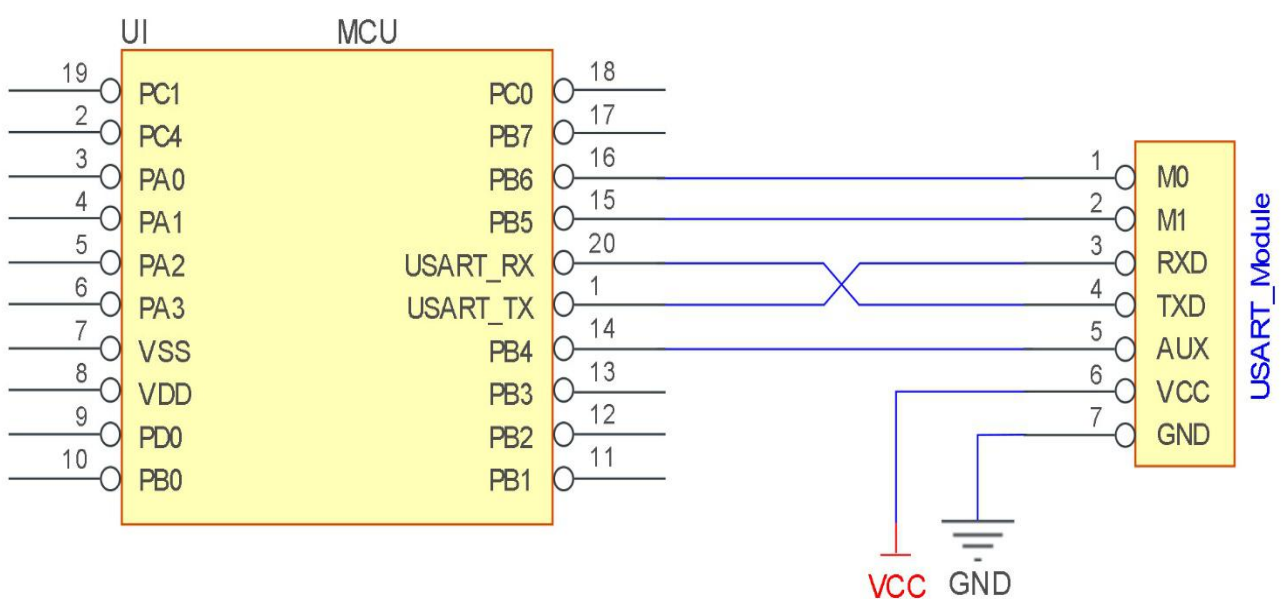 UI MCU
19 PC1 PC0 18
2 PC4 PB7 17
3 PA0 PB6 16 1 M0
4 PA1 PB5 15 2 M1
5 PA2 USART_RX 20 3 RXD
6 PA3 USART_TX 1 4 TXD
7 VSS PB4 14 5 AUX
8 VDD PB3 13 6 VCC
9 PD0 PB2 12 7 GND
10 PB0 PB1 11
USART_Module
VCC GND